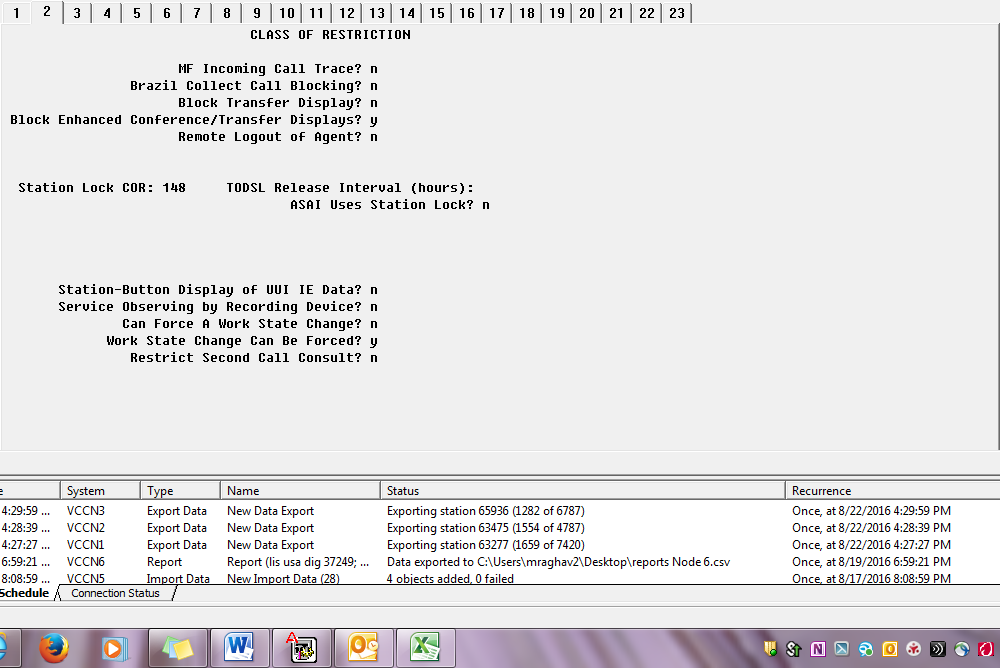 1 2 3 4 5 6 7 8 9 10 11 12 13 14 15 16 17 18 19 20 21 22 23
CLASS OF RESTRICTION
MF Incoming Call Trace? n
Brazil Collect Call Blocking? n
Block Transfer Display? n
Block Enhanced Conference/Transfer Displays? y
Remote Logout of Agent? n
Station Lock COR: 148 TODSL Release Interval (hours):
ASAI Uses Station Lock? n
Station-Button Display of UUI IE Data? n
Service Observing by Recording Device? n
Can Force A Work State Change? n
Work State Change Can Be Forced? y
Restrict Second Call Consult? n
e System Type Name Status Recurrence
4:29:59 ... VCCN3 Export Data New Data Export Exporting station 65936 (1282 of 6787) Once, at 8/22/2016 4:29:59 PM
4:28:39 ... VCCN2 Export Data New Data Export Exporting station 63475 (1554 of 4787) Once, at 8/22/2016 4:28:39 PM
4:27:27 ... VCCN1 Export Data New Data Export Exporting station 63277 (1659 of 7420) Once, at 8/22/2016 4:27:27 PM
6:59:21 ... VCCN6 Report Report (lis usa dig 37249; ... Data exported to C:\Users\mraghav2\Desktop\reports Node 6.csv Once, at 8/19/2016 6:59:21 PM
8:08:59 ... VCCN5 Import Data New Import Data (28) 4 objects added, 0 failed Once, at 8/17/2016 8:08:59 PM
Schedule Connection Status